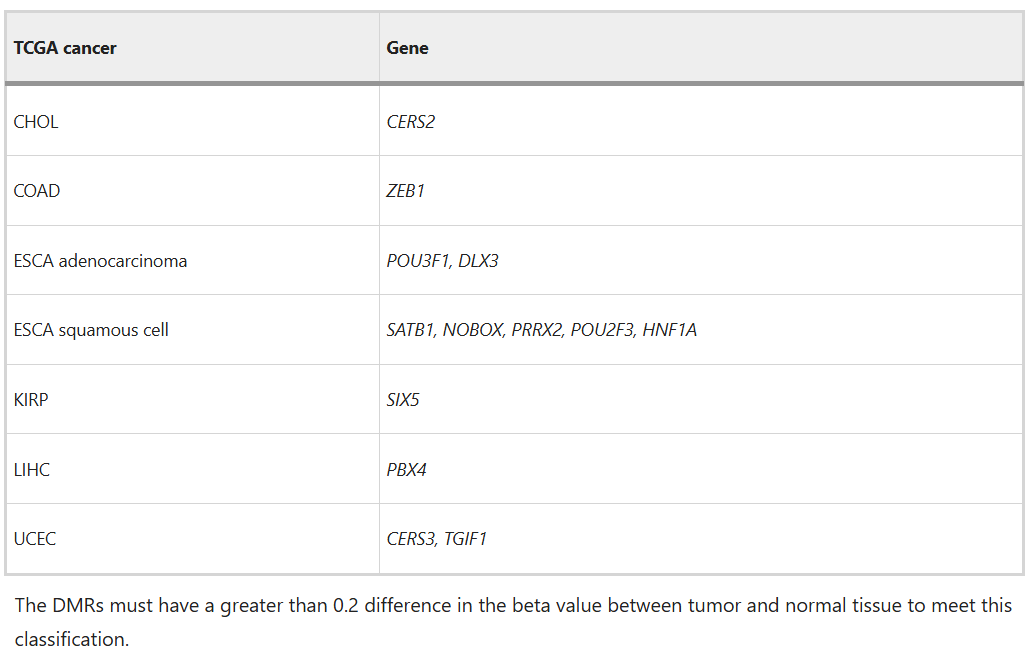 TCGA cancer Gene
CHOL CERS2
COAD ZEB1
ESCA adenocarcinoma POU3F1, DLX3
ESCA squamous cell SATB1, NOBOX, PRRX2, POU2F3, HNF1A
KIRP SIX5
LIHC PBX4
UCEC CERS3, TGIF1
The DMRs must have a greater than 0.2 difference in the beta value between tumor and normal tissue to meet this
classification.